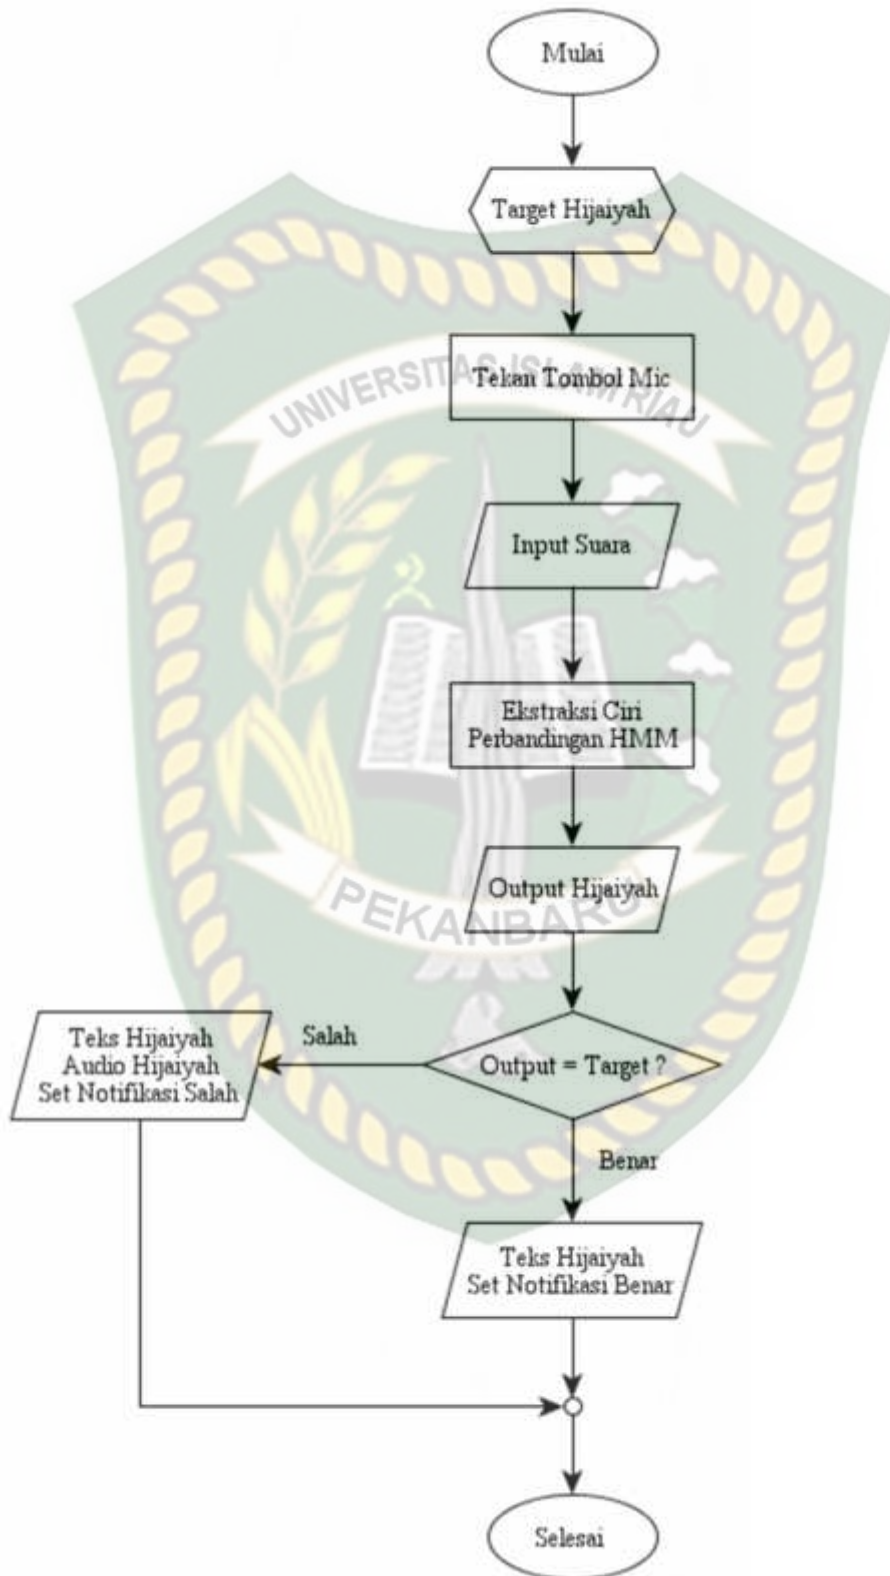 Mulai
Target Hijaiyah
UNIVERSITAS ISLAM RIAU
Tekan Tombol Mic
Input Suara
Ekstraksi Ciri
Perbandingan HMM
Output Hijaiyah
PEKANBARU
Output = Target ?
Salah
Teks Hijaiyah
Audio Hijaiyah
Set Notifikasi Salah
Benar
Teks Hijaiyah
Set Notifikasi Benar
Selesai